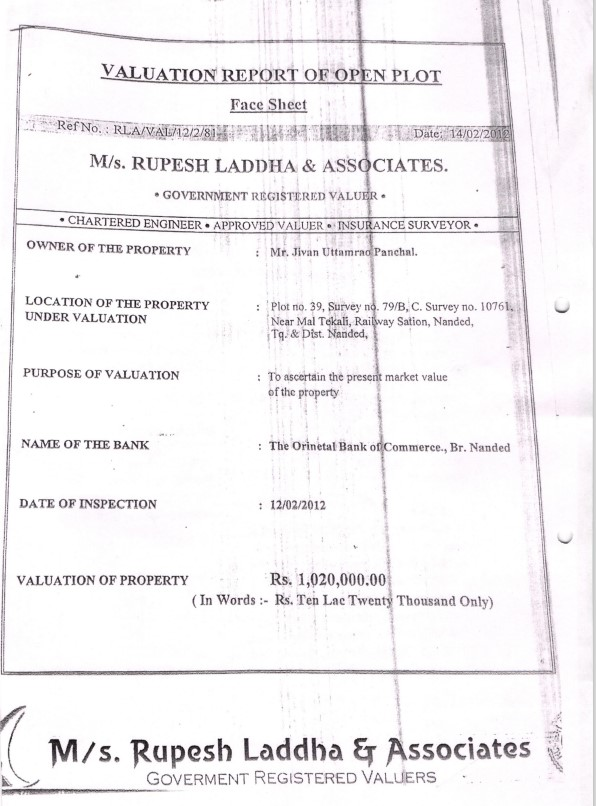 VALUATION REPORT OF OPEN PLOT
Face Sheet
Ref No. : RLA/VAL/12/2/81 Date: 14/02/2012
M/s. RUPESH LADDHA & ASSOCIATES.
• GOVERNMENT REGISTERED VALUER •
• CHARTERED ENGINEER • APPROVED VALUER • INSURANCE SURVEYOR •
OWNER OF THE PROPERTY : Mr. Jivan Uttamrao Panchal.
LOCATION OF THE PROPERTY : Plot no. 39, Survey no. 79/B, C. Survey no. 10761,
UNDER VALUATION Near Mal Tekali, Railway Sation, Nanded,
Tq. & Dist. Nanded,
PURPOSE OF VALUATION : To ascertain the present market value
of the property
NAME OF THE BANK : The Orinetal Bank of Commerce., Br. Nanded
DATE OF INSPECTION : 12/02/2012
VALUATION OF PROPERTY Rs. 1,020,000.00
( In Words :- Rs. Ten Lac Twenty Thousand Only)
M/s. Rupesh Laddha & Associates
GOVERMENT REGISTERED VALUERS